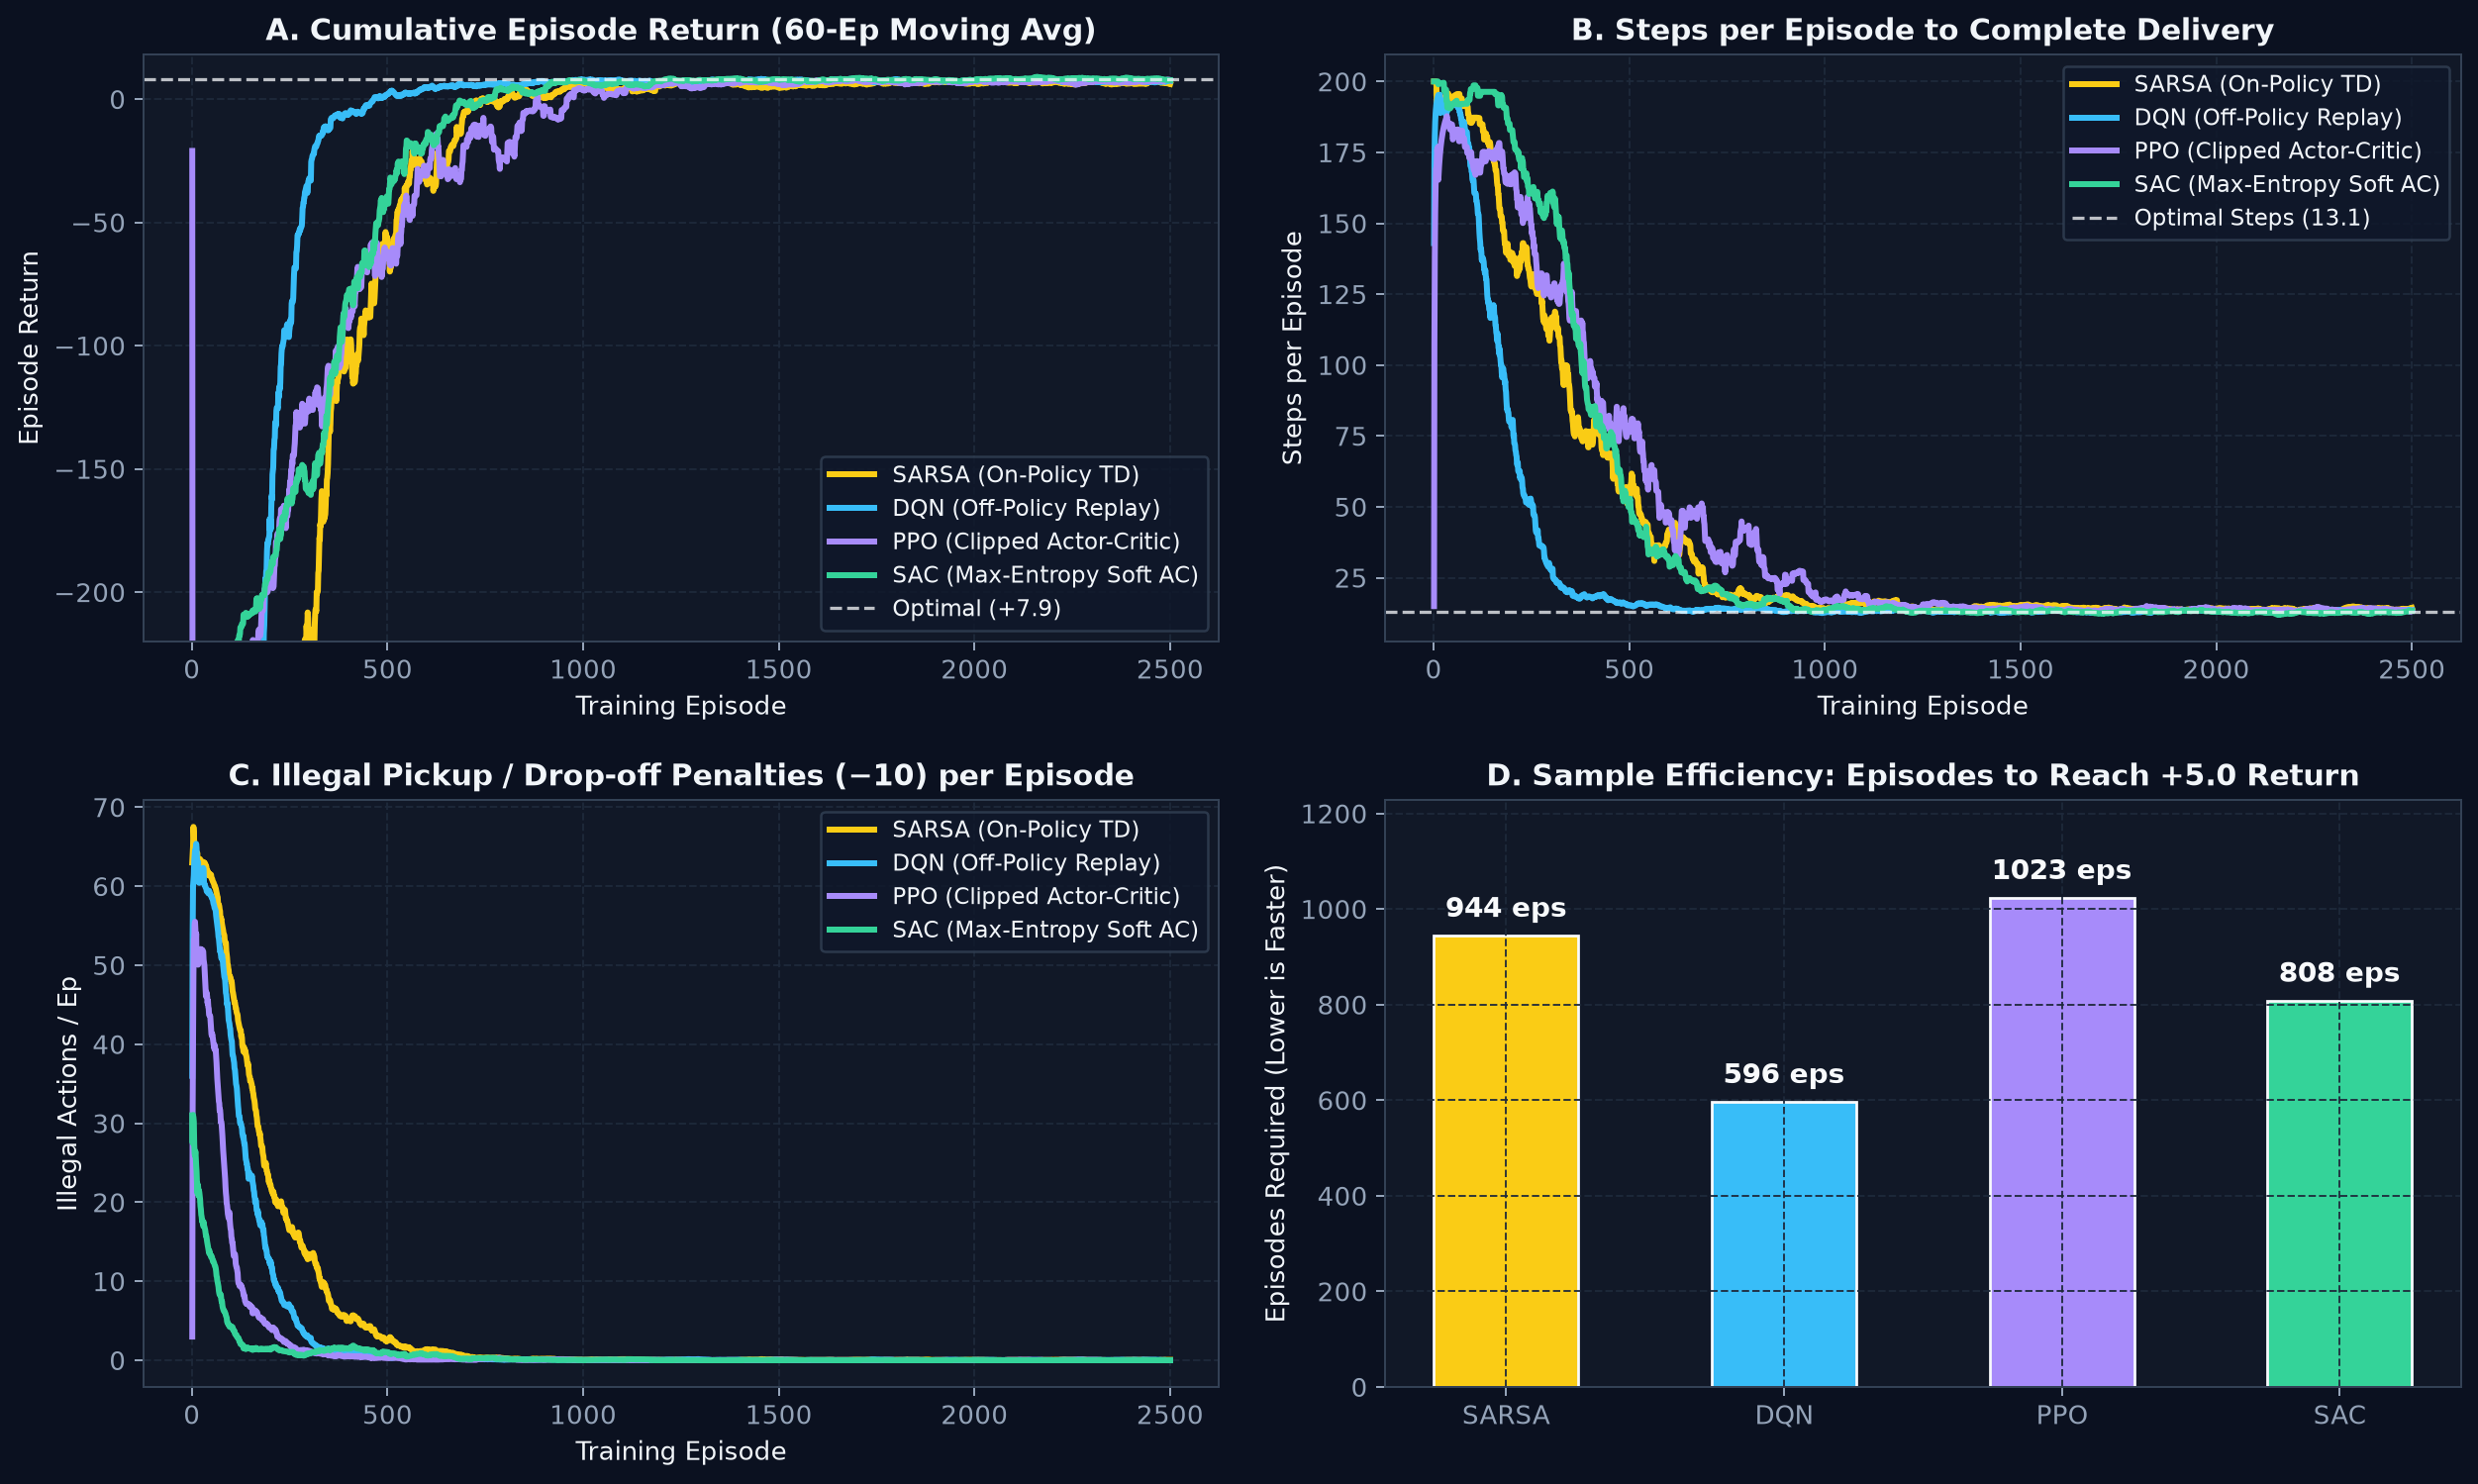 A. Cumulative Episode Return (60-Ep Moving Avg)
0
−50
−100
−150
−200
Episode Return
SARSA (On-Policy TD)
DQN (Off-Policy Replay)
PPO (Clipped Actor-Critic)
SAC (Max-Entropy Soft AC)
Optimal (+7.9)
0 500 1000 1500 2000 2500
Training Episode
B. Steps per Episode to Complete Delivery
200
175
150
125
100
75
50
25
Steps per Episode
SARSA (On-Policy TD)
DQN (Off-Policy Replay)
PPO (Clipped Actor-Critic)
SAC (Max-Entropy Soft AC)
Optimal Steps (13.1)
0 500 1000 1500 2000 2500
Training Episode
C. Illegal Pickup / Drop-off Penalties (−10) per Episode
70
60
50
40
30
20
10
0
Illegal Actions / Ep
SARSA (On-Policy TD)
DQN (Off-Policy Replay)
PPO (Clipped Actor-Critic)
SAC (Max-Entropy Soft AC)
0 500 1000 1500 2000 2500
Training Episode
D. Sample Efficiency: Episodes to Reach +5.0 Return
1200
1000
800
600
400
200
0
Episodes Required (Lower is Faster)
944 eps
596 eps
1023 eps
808 eps
SARSA DQN PPO SAC